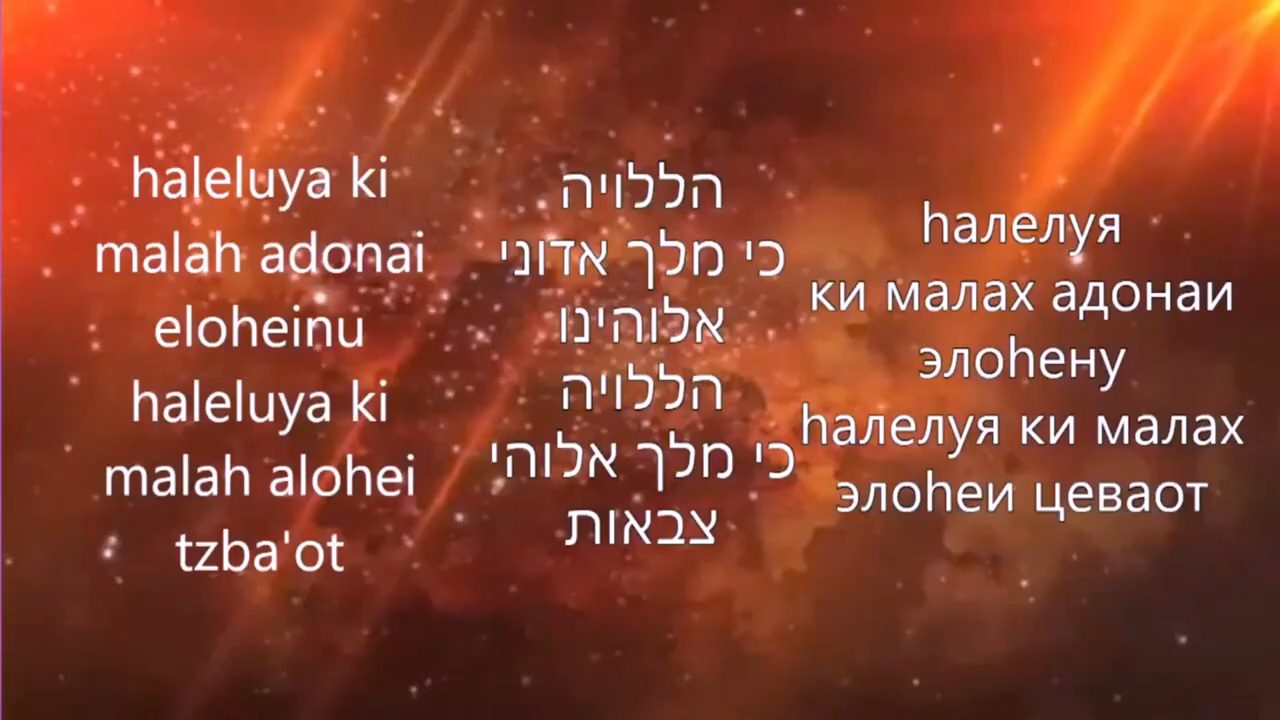 haleluya ki
malah adonai
eloheinu
haleluya ki
malah alohei
tzba'ot
הללויה
כי מלך אדוני
אלוהינו
הללויה
כי מלך אלוהי
צבאות
hалелуя
ки малах адонаи
элоhену
hалелуя ки малах
элоhеи цеваот